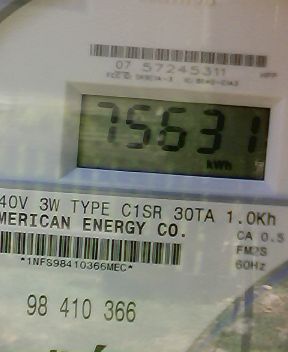 07 57245311
75631
kWh
40V 3W TYPE C1SR 30TA 1.0Kh
MERICAN ENERGY CO.
CA 0.5
FM2S
60Hz
*1NFS98410366MEC*
98 410 366